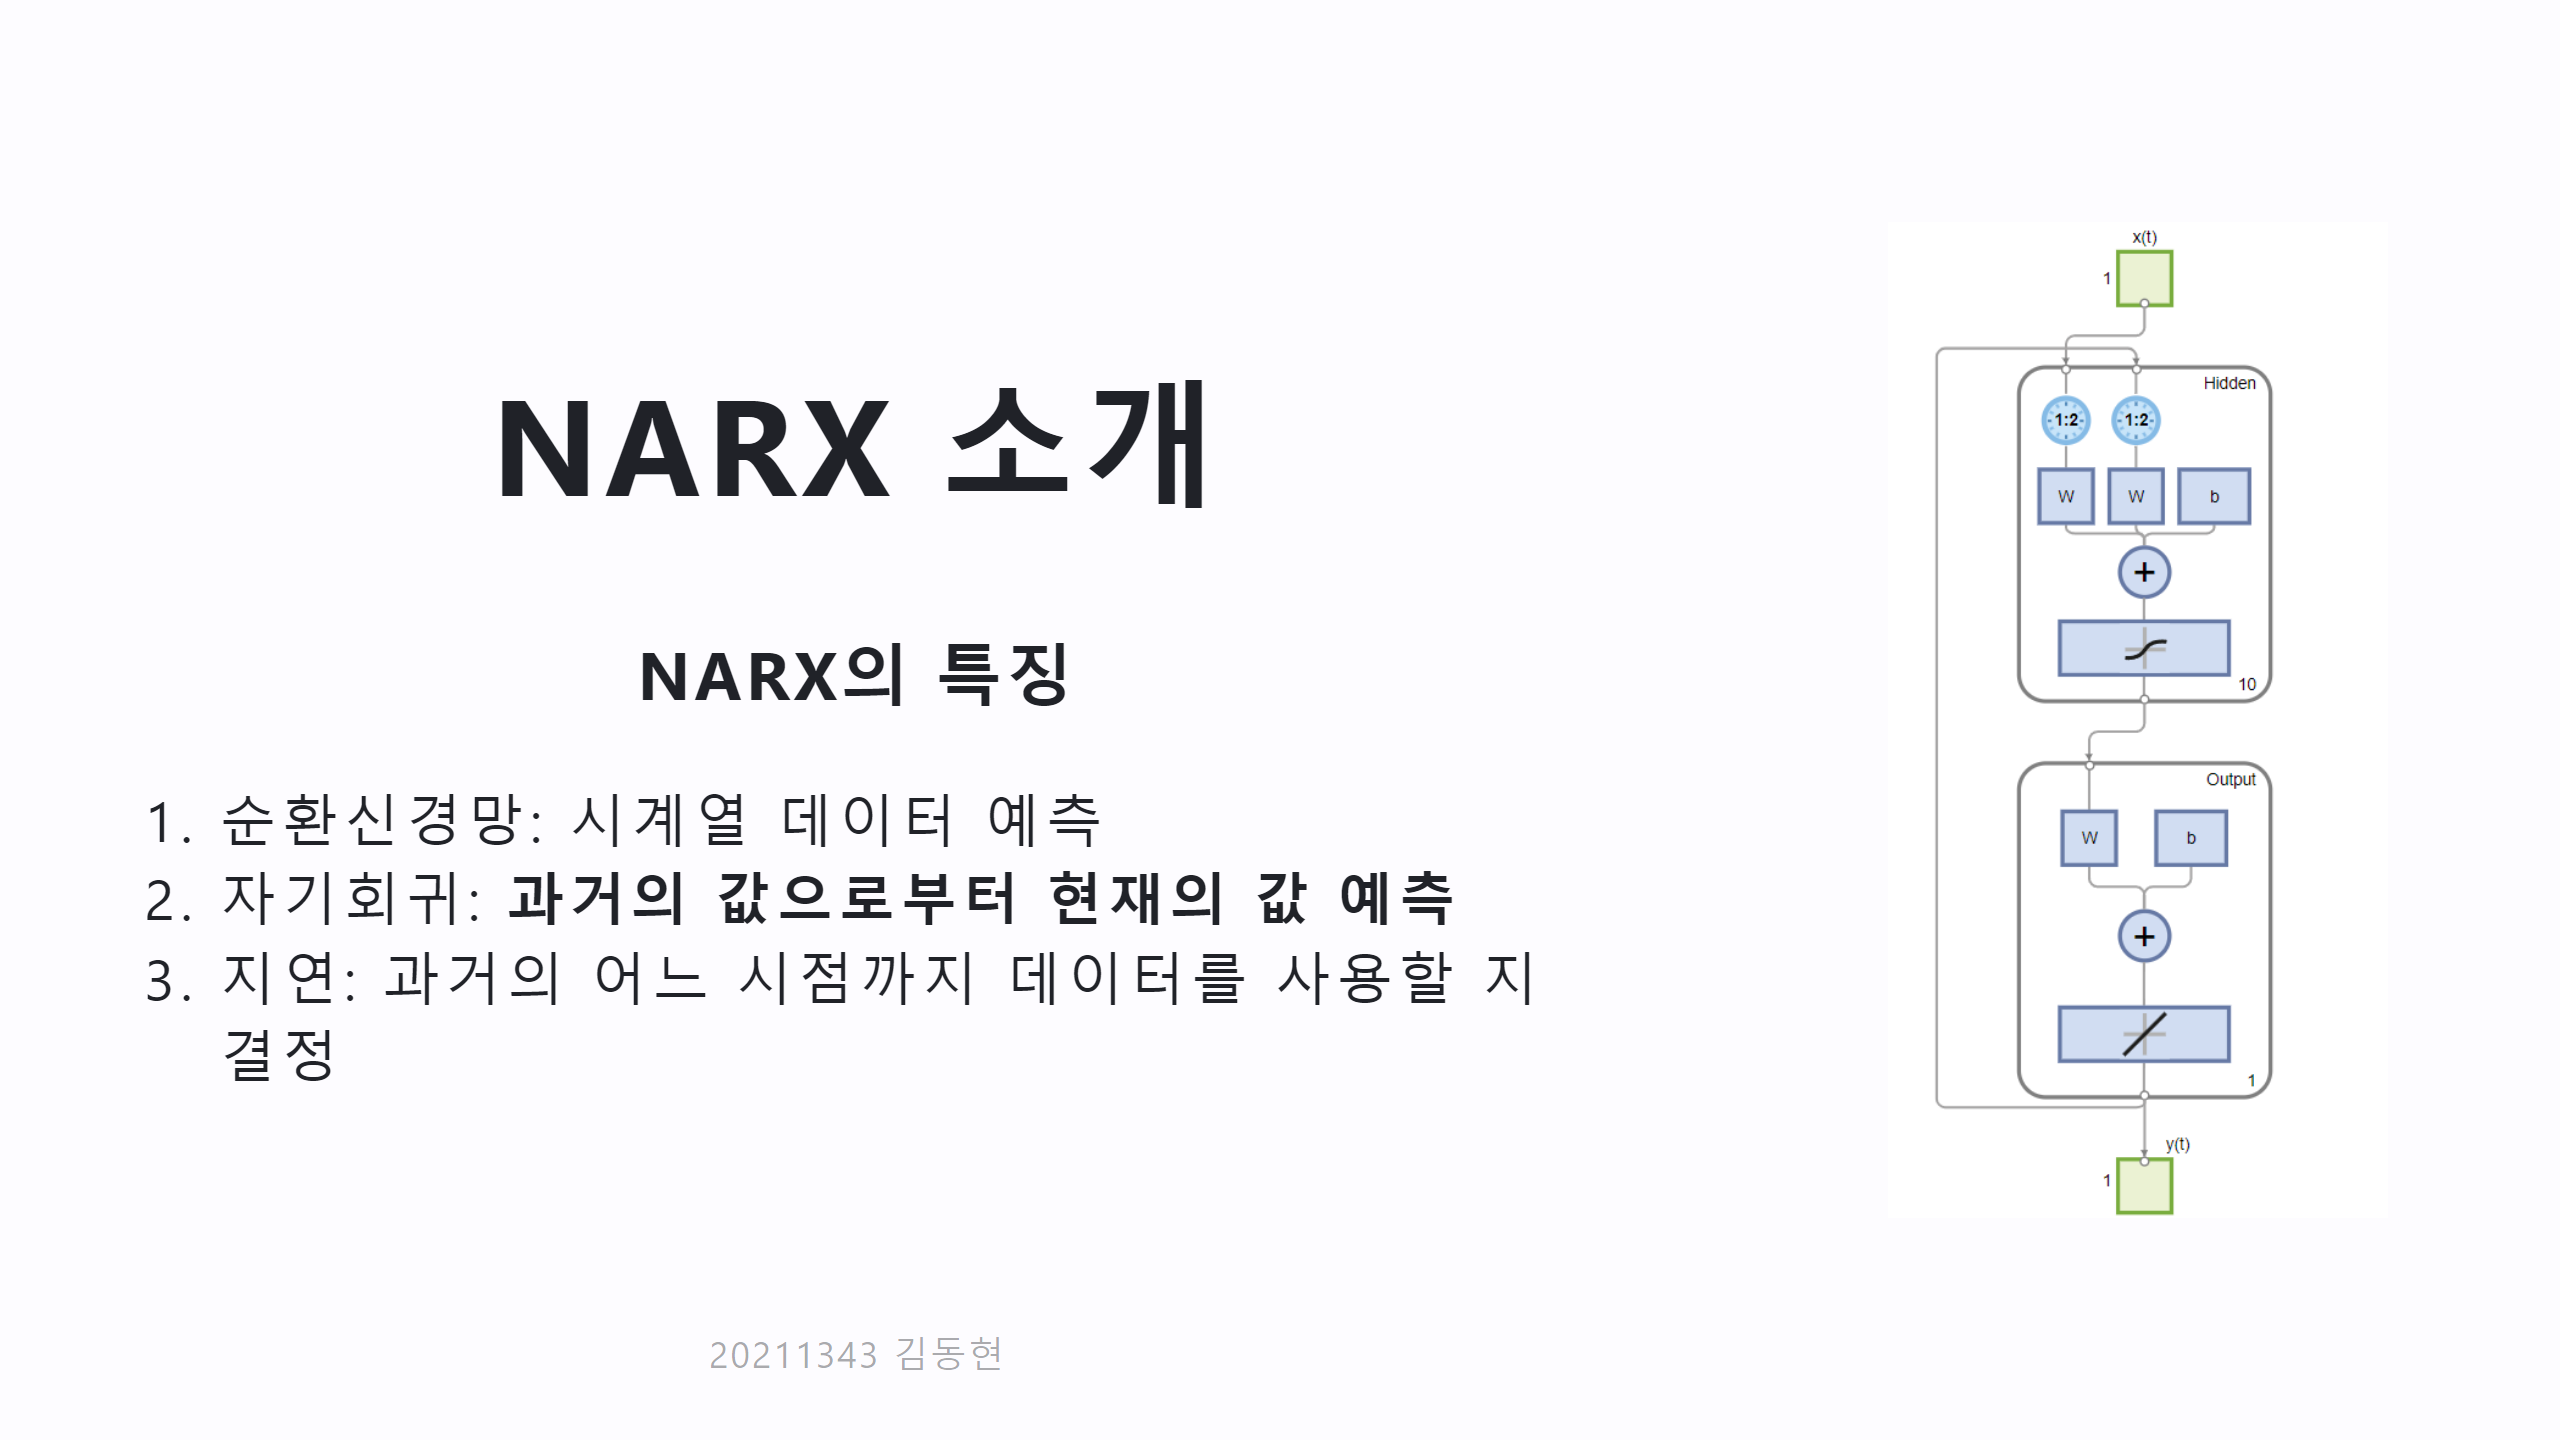 NARX 소개
NARX의 특징
1. 순환신경망: 시계열 데이터 예측
2. 자기회귀: 과거의 값으로부터 현재의 값 예측
3. 지연: 과거의 어느 시점까지 데이터를 사용할 지
결정
20211343 김동현
x(t)
1
Hidden
1:2 1:2
W W b
+
10
Output
W b
+
1
y(t)
1